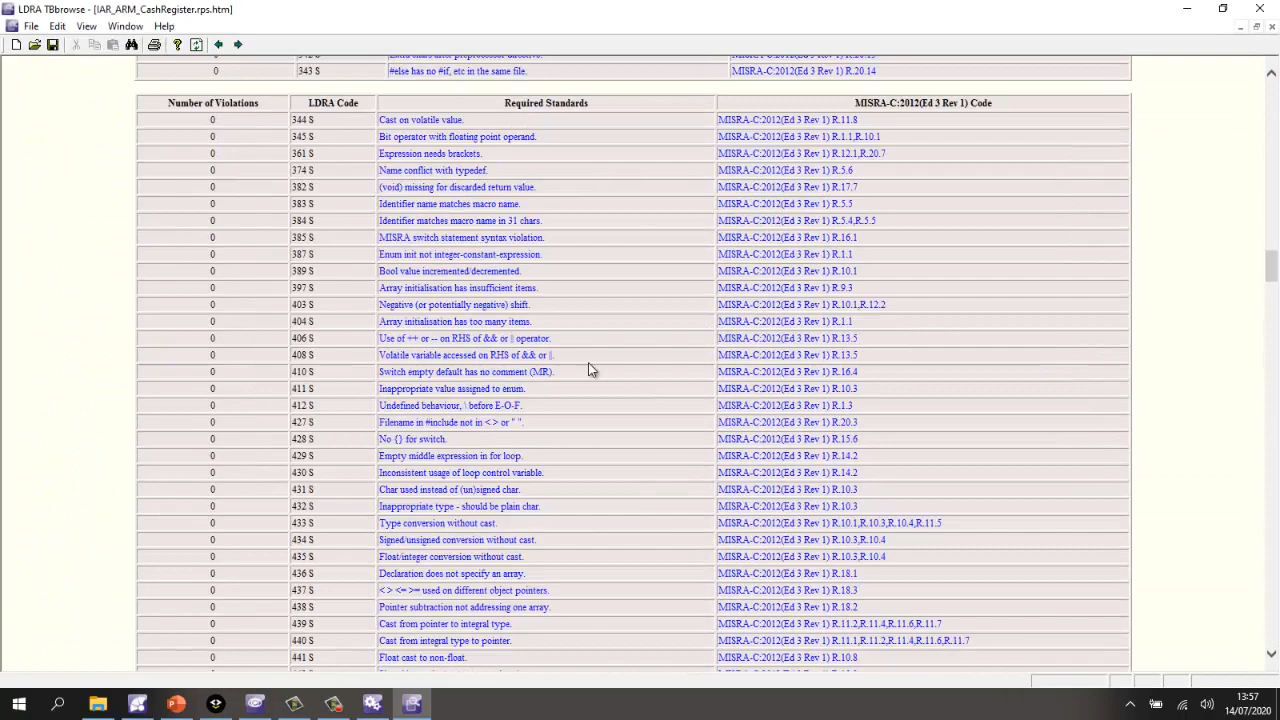 LDRA TBbrowse - [IAR_ARM_CashRegister.rps.htm]
File Edit View Window Help
0 343 S #else has no #if, etc in the same file. MISRA-C:2012(Ed 3 Rev 1) R.20.14
Number of Violations LDRA Code Required Standards MISRA-C:2012(Ed 3 Rev 1) Code
0 344 S Cast on volatile value. MISRA-C:2012(Ed 3 Rev 1) R.11.8
0 345 S Bit operator with floating point operand. MISRA-C:2012(Ed 3 Rev 1) R.1.1,R.10.1
0 361 S Expression needs brackets. MISRA-C:2012(Ed 3 Rev 1) R.12.1,R.20.7
0 374 S Name conflict with typedef. MISRA-C:2012(Ed 3 Rev 1) R.5.6
0 382 S (void) missing for discarded return value. MISRA-C:2012(Ed 3 Rev 1) R.17.7
0 383 S Identifier name matches macro name. MISRA-C:2012(Ed 3 Rev 1) R.5.5
0 384 S Identifier matches macro name in 31 chars. MISRA-C:2012(Ed 3 Rev 1) R.5.4,R.5.5
0 385 S MISRA switch statement syntax violation. MISRA-C:2012(Ed 3 Rev 1) R.16.1
0 387 S Enum init not integer-constant-expression. MISRA-C:2012(Ed 3 Rev 1) R.1.1
0 389 S Bool value incremented/decremented. MISRA-C:2012(Ed 3 Rev 1) R.10.1
0 397 S Array initialisation has insufficient items. MISRA-C:2012(Ed 3 Rev 1) R.9.3
0 403 S Negative (or potentially negative) shift. MISRA-C:2012(Ed 3 Rev 1) R.10.1,R.12.2
0 404 S Array initialisation has too many items. MISRA-C:2012(Ed 3 Rev 1) R.1.1
0 406 S Use of ++ or -- on RHS of && or || operator. MISRA-C:2012(Ed 3 Rev 1) R.13.5
0 408 S Volatile variable accessed on RHS of && or ||. MISRA-C:2012(Ed 3 Rev 1) R.13.5
0 410 S Switch empty default has no comment (MR). MISRA-C:2012(Ed 3 Rev 1) R.16.4
0 411 S Inappropriate value assigned to enum. MISRA-C:2012(Ed 3 Rev 1) R.10.3
0 412 S Undefined behaviour, \ before E-O-F. MISRA-C:2012(Ed 3 Rev 1) R.1.3
0 427 S Filename in #include not in < > or " ". MISRA-C:2012(Ed 3 Rev 1) R.20.3
0 428 S No {} for switch. MISRA-C:2012(Ed 3 Rev 1) R.15.6
0 429 S Empty middle expression in for loop. MISRA-C:2012(Ed 3 Rev 1) R.14.2
0 430 S Inconsistent usage of loop control variable. MISRA-C:2012(Ed 3 Rev 1) R.14.2
0 431 S Char used instead of (un)signed char. MISRA-C:2012(Ed 3 Rev 1) R.10.3
0 432 S Inappropriate type - should be plain char. MISRA-C:2012(Ed 3 Rev 1) R.10.3
0 433 S Type conversion without cast. MISRA-C:2012(Ed 3 Rev 1) R.10.1,R.10.3,R.10.4,R.11.5
0 434 S Signed/unsigned conversion without cast. MISRA-C:2012(Ed 3 Rev 1) R.10.3,R.10.4
0 435 S Float/integer conversion without cast. MISRA-C:2012(Ed 3 Rev 1) R.10.3,R.10.4
0 436 S Declaration does not specify an array. MISRA-C:2012(Ed 3 Rev 1) R.18.1
0 437 S < > <= >= used on different object pointers. MISRA-C:2012(Ed 3 Rev 1) R.18.3
0 438 S Pointer subtraction not addressing one array. MISRA-C:2012(Ed 3 Rev 1) R.18.2
0 439 S Cast from pointer to integral type. MISRA-C:2012(Ed 3 Rev 1) R.11.2,R.11.4,R.11.6,R.11.7
0 440 S Cast from integral type to pointer. MISRA-C:2012(Ed 3 Rev 1) R.11.1,R.11.2,R.11.4,R.11.6,R.11.7
0 441 S Float cast to non-float. MISRA-C:2012(Ed 3 Rev 1) R.10.8
13:57
14/07/2020